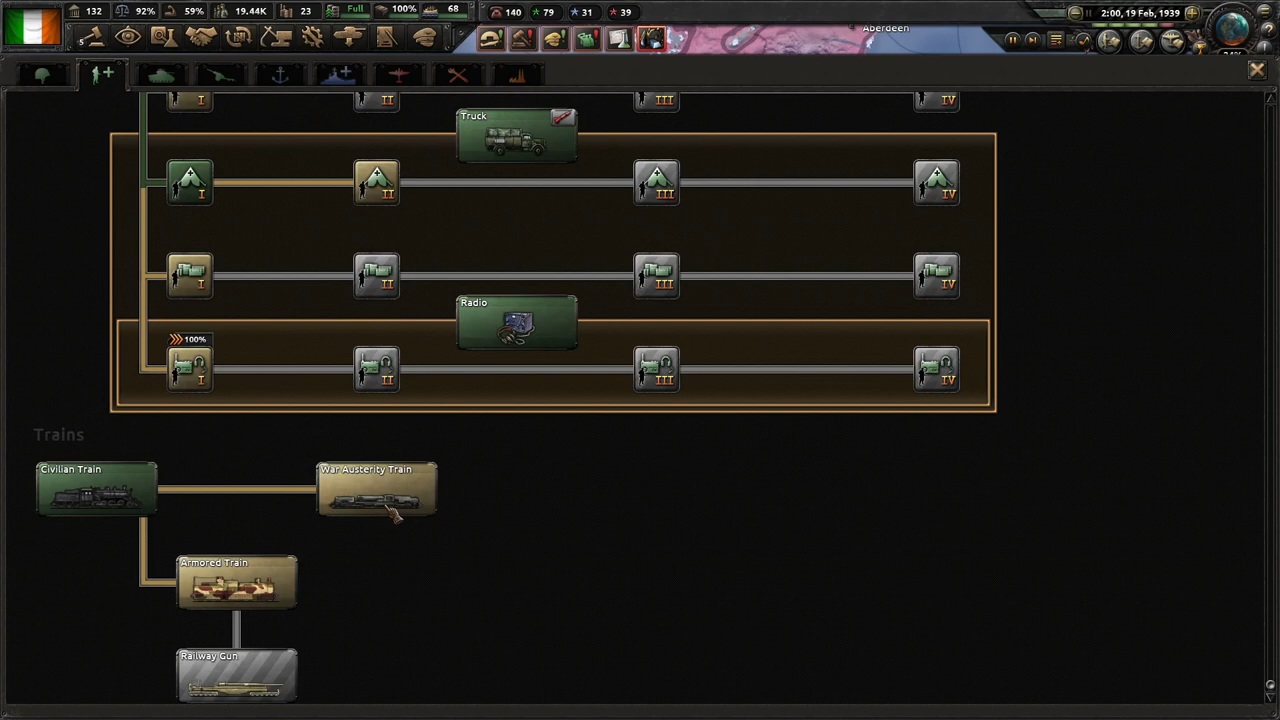 132 92% 59% 19.44K 23 Full 100% 68 140 79 31 39 2:00, 19 Feb, 1939
5 Aberdeen
I II III IV
Truck
I II III IV
I II III IV
Radio
100%
I II III IV
Trains
Civilian Train War Austerity Train
Armored Train
Railway Gun